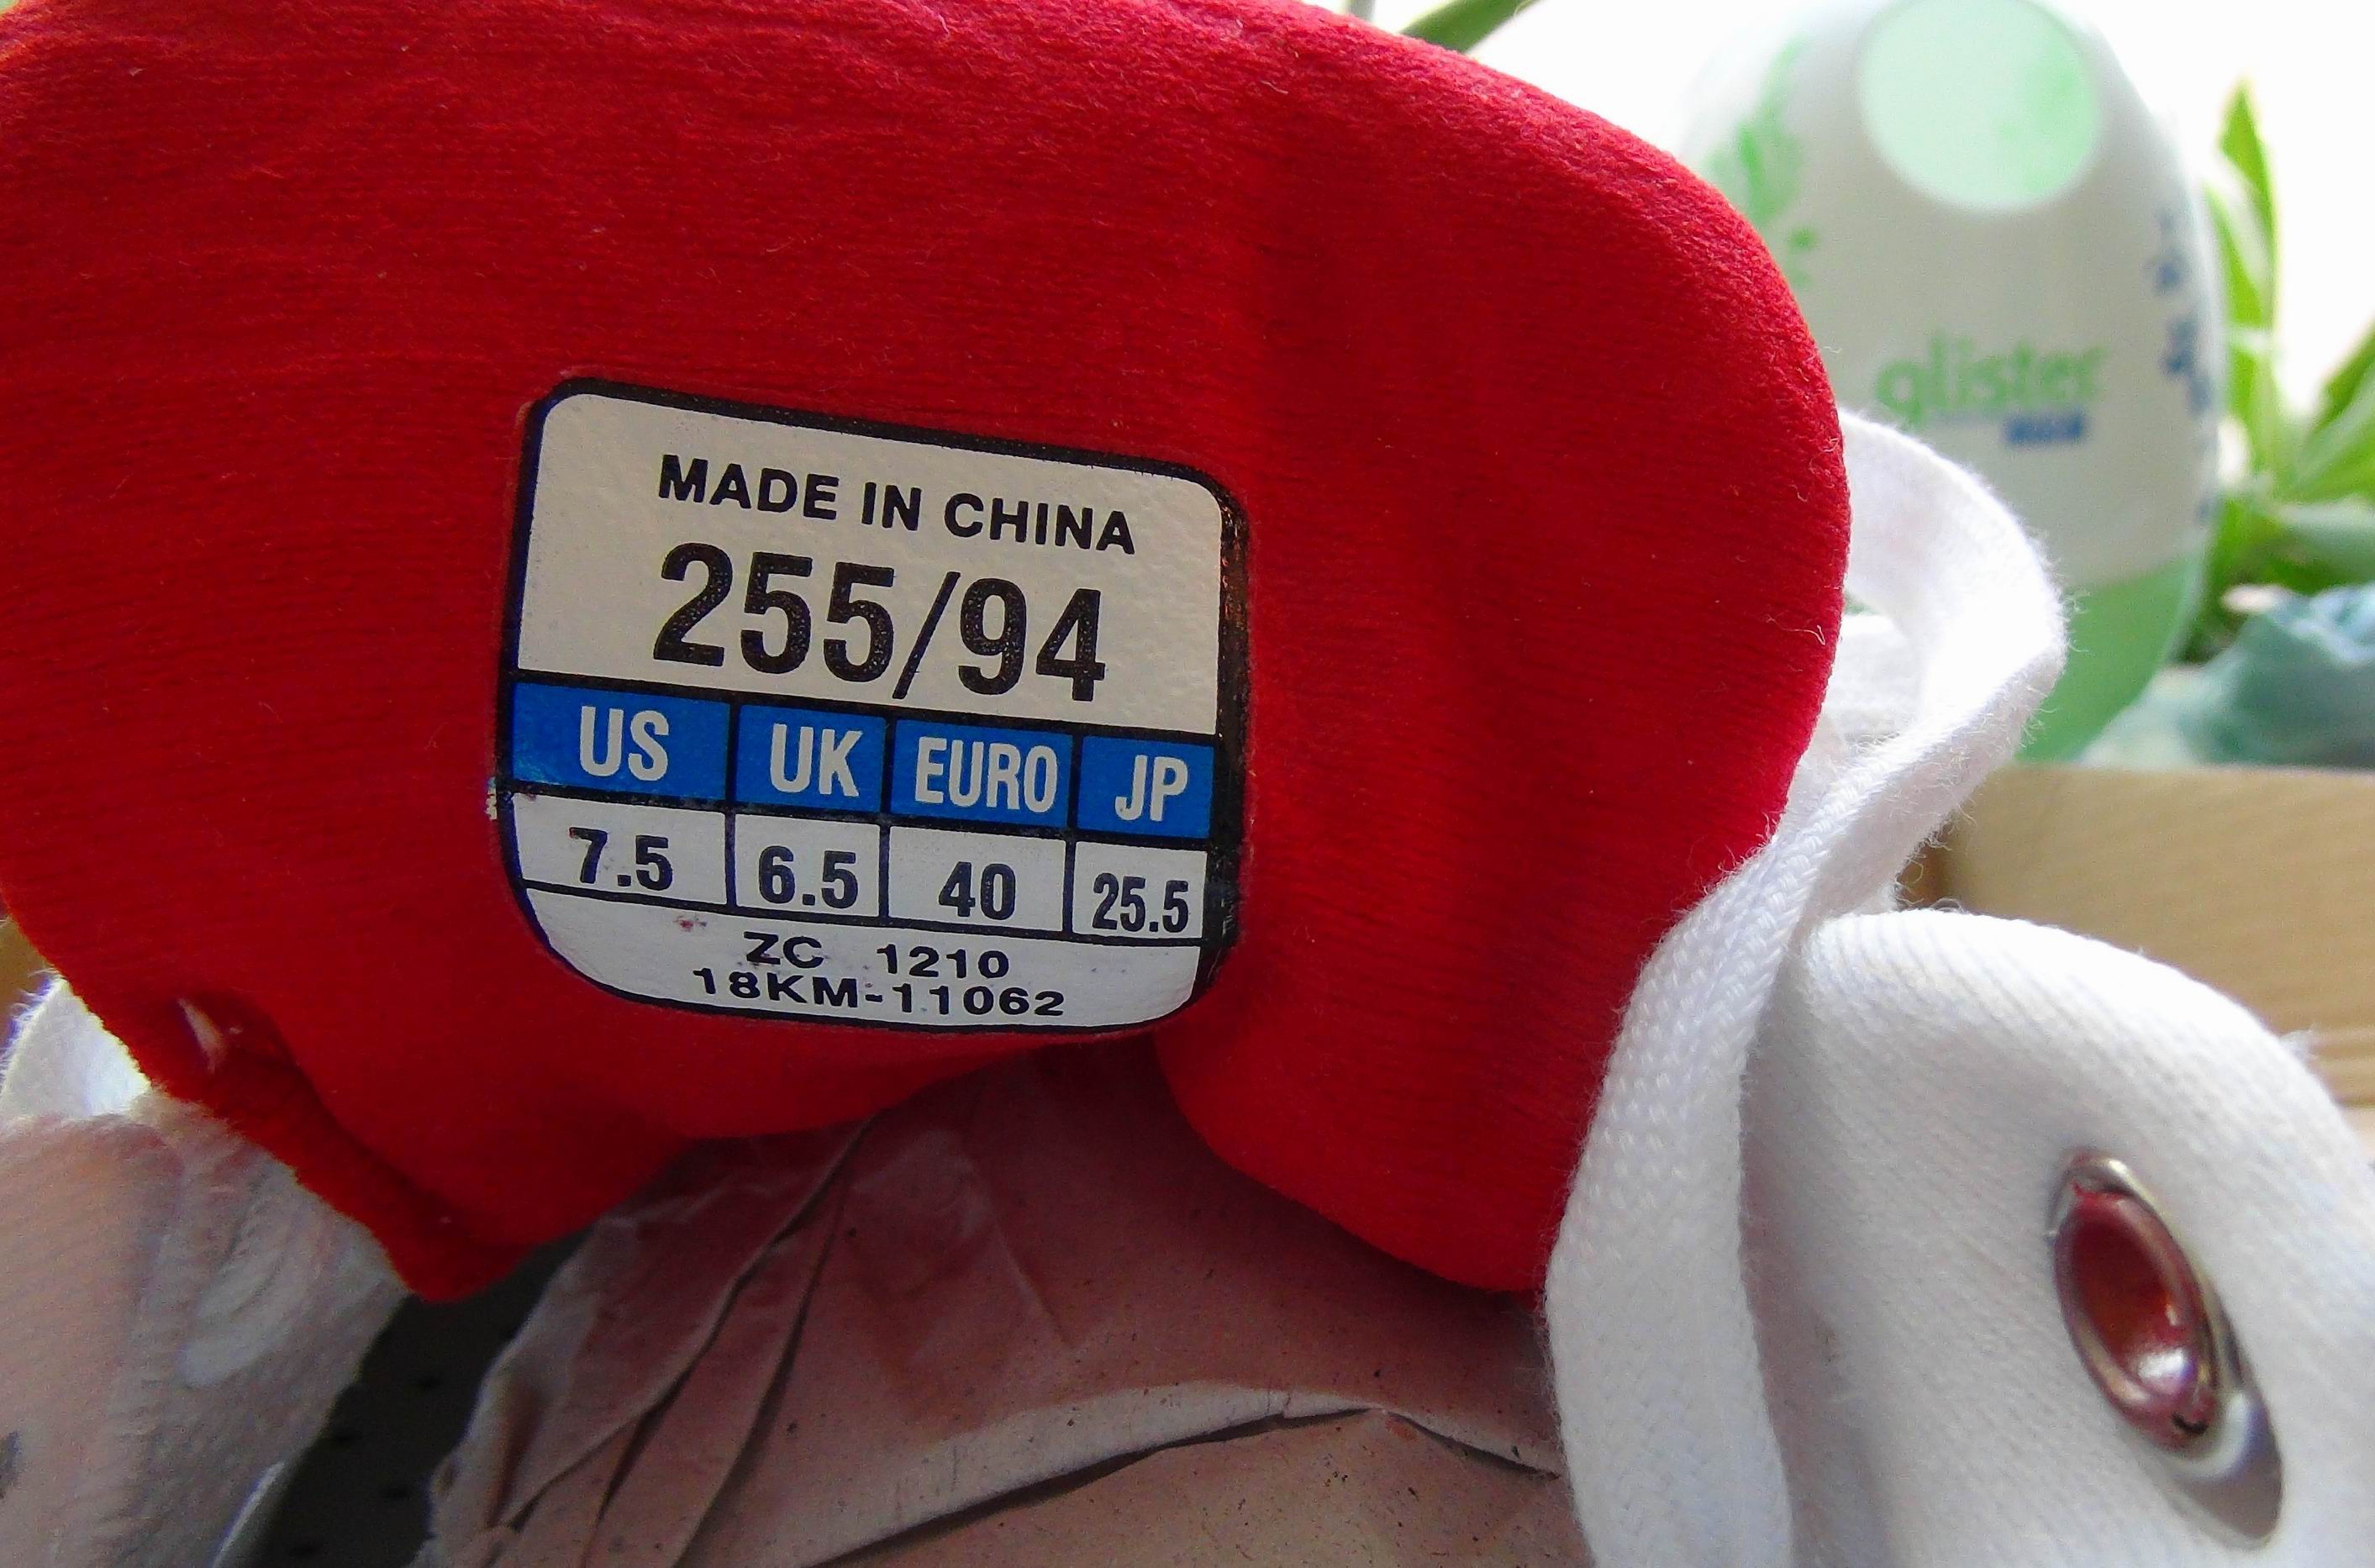 MADE IN CHINA
255/94
US UK EURO JP
7.5 6.5 40 25.5
ZC 1210
18KM-11062
glister